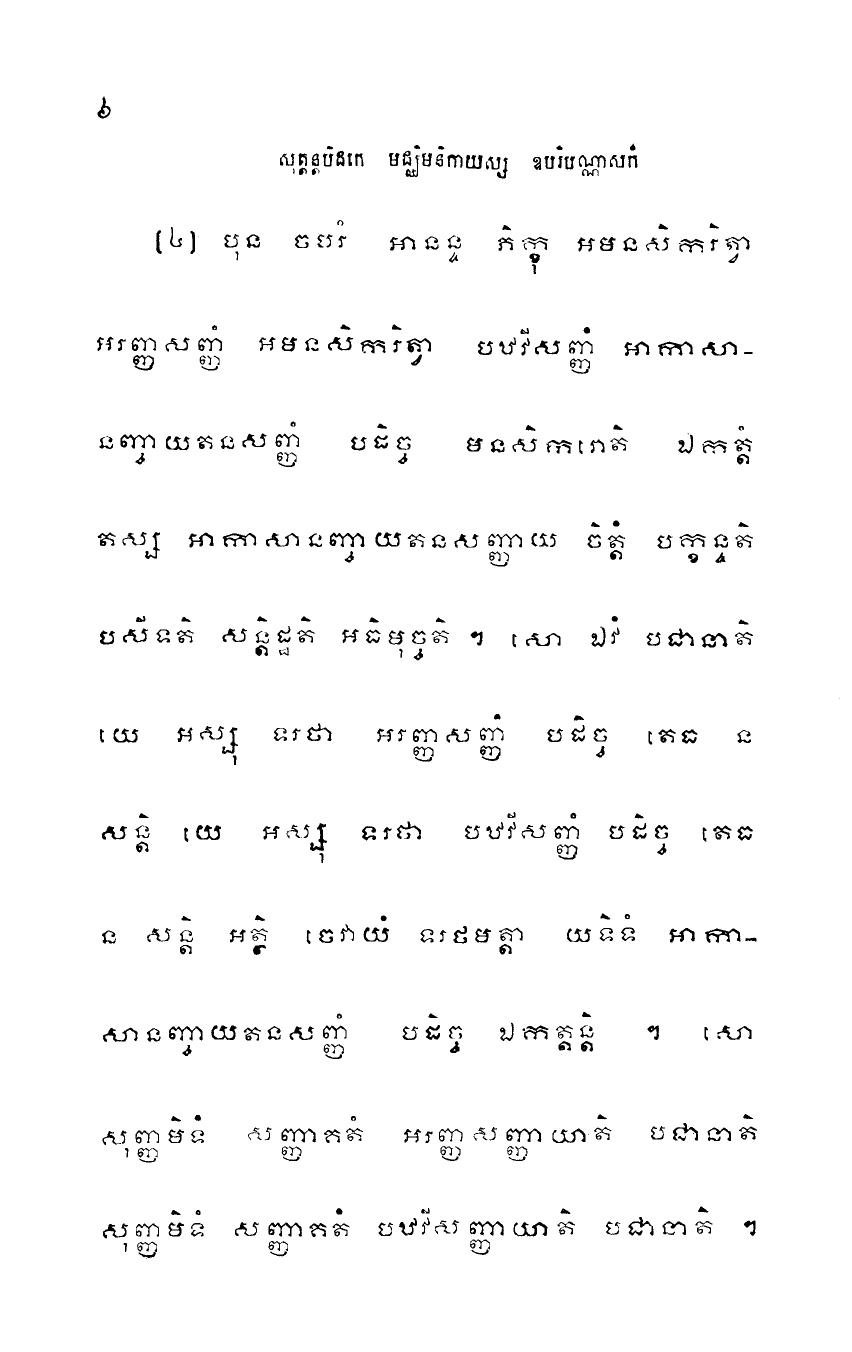 ៦
សុត្តន្តបិដកេ មជ្ឈិមនិកាយស្ស ឧបរិបណ្ណាសកំ
(៤) បុន ចបរំ អានន្ទ ភិក្ខុ អមនសិការិត្វា
អរញ្ញសញ្ញំ អមនសិការិត្វា បឋវីសញ្ញំ អាកាសា-
នញ្ចាយតនសញ្ញំ បដិច្ច មនសិករោតិ ឯកត្តំ
តស្ស អាកាសានញ្ចាយតនសញ្ញាយ ចិត្តំ បក្ខន្ទតិ
បសីទតិ សន្តិដ្ឋតិ អធិមុច្ចតិ ។ សោ ឯវំ បជានាតិ
យេ អស្សុ ទរថា អរញ្ញសញ្ញំ បដិច្ច តេធ ន
សន្តិ យេ អស្សុ ទរថា បឋវីសញ្ញំ បដិច្ច តេធ
ន សន្តិ អត្ថិ ចេវាយំ ទរថមត្តា យទិទំ អាកា-
សានញ្ចាយតនសញ្ញំ បដិច្ច ឯកត្តន្តិ ។ សោ
សុញ្ញមិទំ សញ្ញាគតំ អរញ្ញសញ្ញាយាតិ បជានាតិ
សុញ្ញមិទំ សញ្ញាគតំ បឋវីសញ្ញាយាតិ បជានាតិ ។